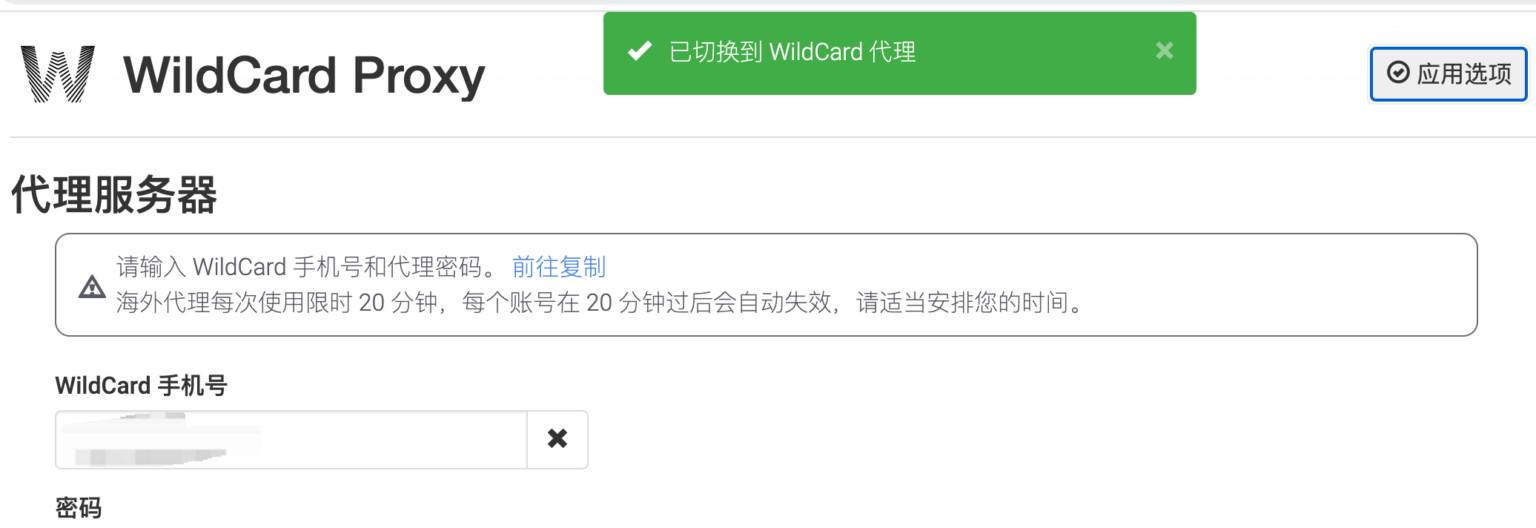 已切换到 WildCard 代理
WildCard Proxy
应用选项
代理服务器
请输入 WildCard 手机号和代理密码。 前往复制
海外代理每次使用限时 20 分钟，每个账号在 20 分钟过后会自动失效，请适当安排您的时间。
WildCard 手机号
密码